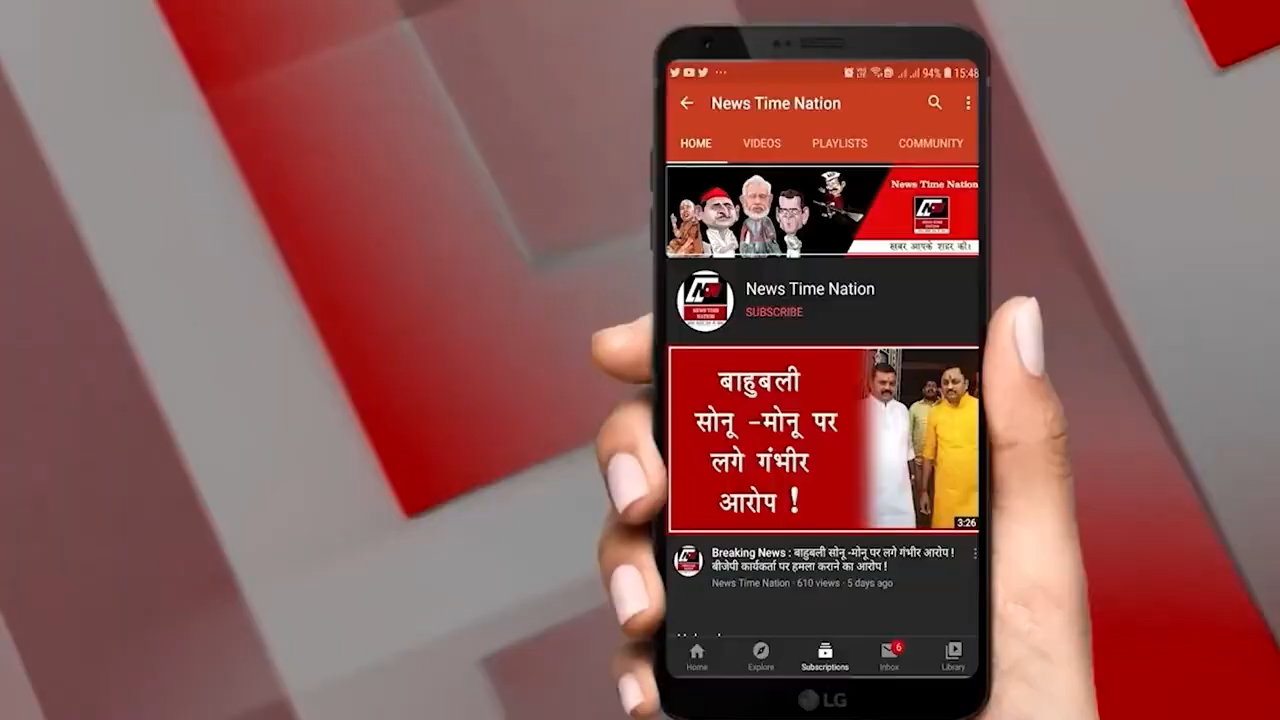 94% 15:48
News Time Nation
HOME VIDEOS PLAYLISTS COMMUNITY
News Time Nation
खबर आपके शहर की।
News Time Nation
SUBSCRIBE
बाहुबली
सोनू -मोनू पर
लगे गंभीर
आरोप !
3:26
Breaking News : बाहुबली सोनू -मोनू पर लगे गंभीर आरोप !
बीजेपी कार्यकर्ता पर हमला कराने का आरोप !
News Time Nation · 610 views · 5 days ago
Home Explore Subscriptions Inbox 6 Library
LG